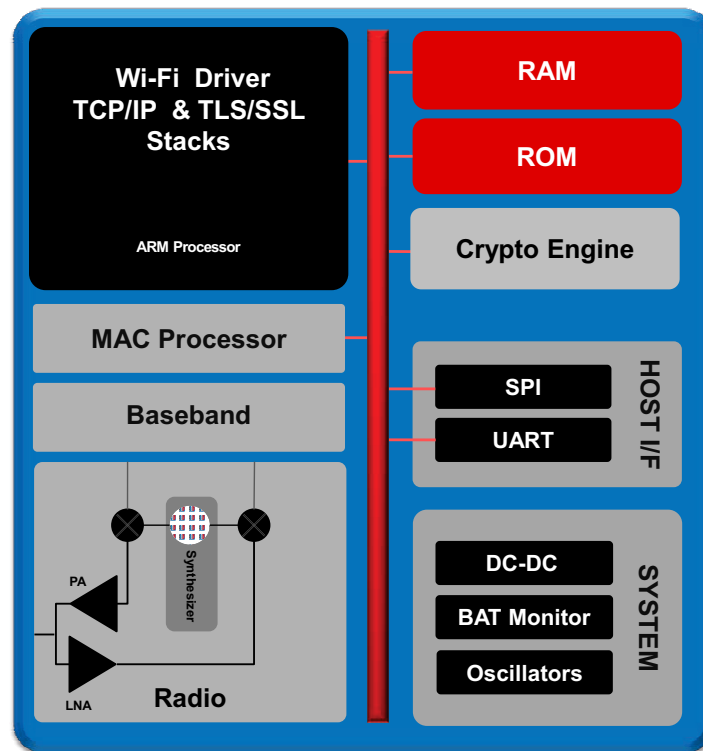 Wi-Fi Driver
TCP/IP & TLS/SSL
Stacks
ARM Processor
MAC Processor
Baseband
Synthesizer
PA
LNA
Radio
RAM
ROM
Crypto Engine
SPI
UART
HOST I/F
DC-DC
BAT Monitor
Oscillators
SYSTEM